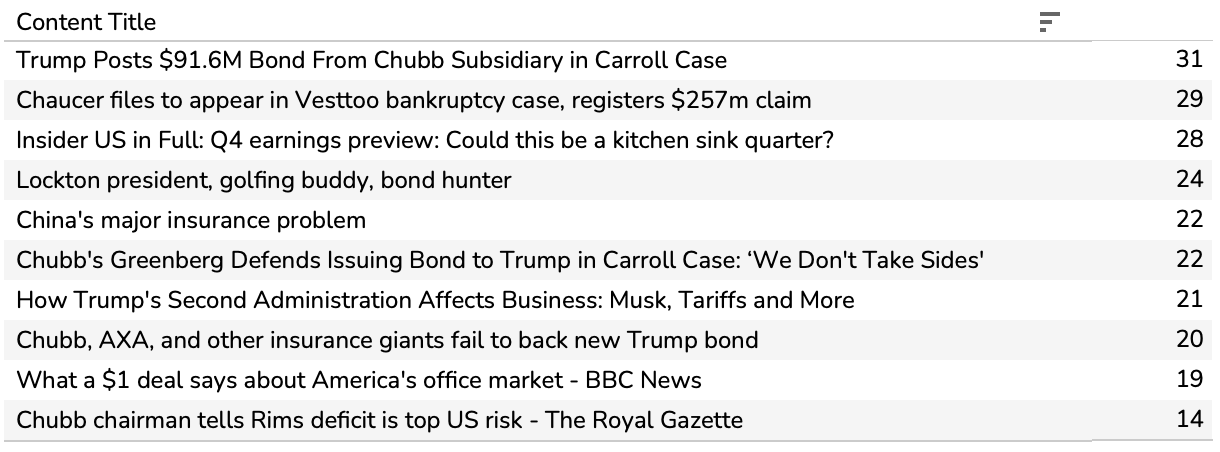 Content Title
Trump Posts $91.6M Bond From Chubb Subsidiary in Carroll Case 31
Chaucer files to appear in Vesttoo bankruptcy case, registers $257m claim 29
Insider US in Full: Q4 earnings preview: Could this be a kitchen sink quarter? 28
Lockton president, golfing buddy, bond hunter 24
China's major insurance problem 22
Chubb's Greenberg Defends Issuing Bond to Trump in Carroll Case: ‘We Don't Take Sides' 22
How Trump's Second Administration Affects Business: Musk, Tariffs and More 21
Chubb, AXA, and other insurance giants fail to back new Trump bond 20
What a $1 deal says about America's office market - BBC News 19
Chubb chairman tells Rims deficit is top US risk - The Royal Gazette 14